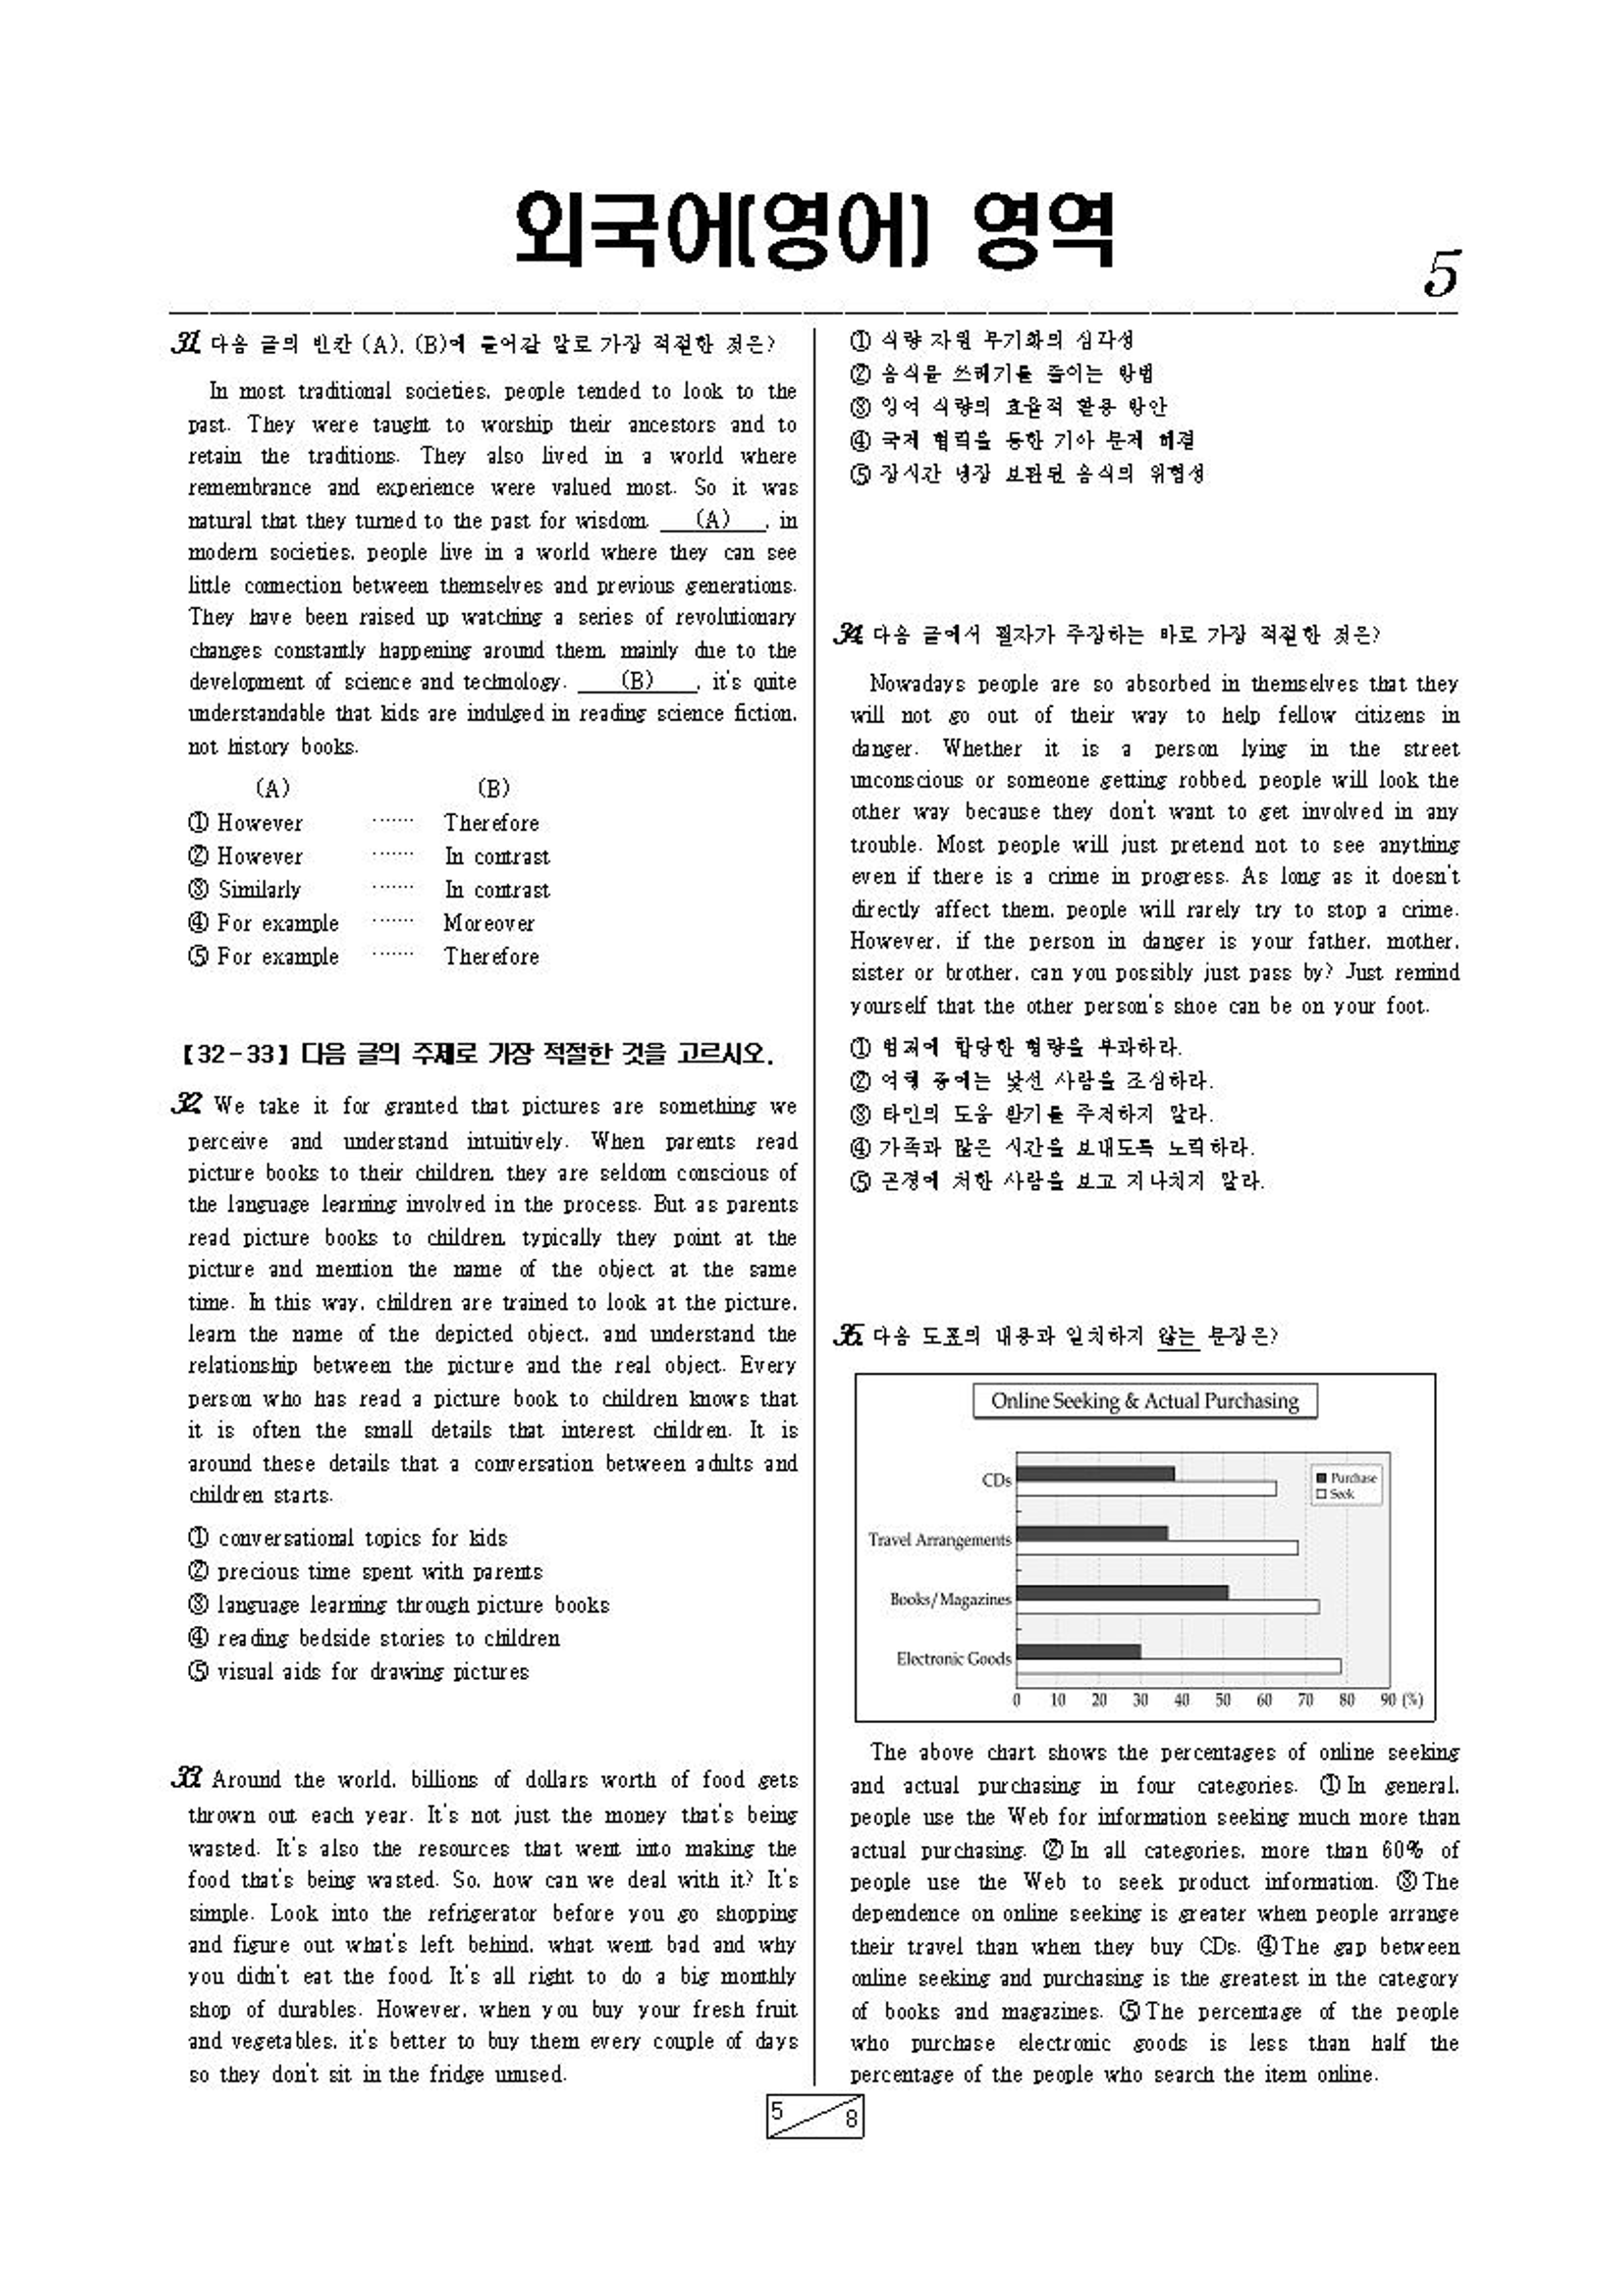 외국어(영어) 영역
5
31. 다음 글의 빈칸 (A), (B)에 들어갈 말로 가장 적절한 것은?
In most traditional societies, people tended to look to the
past. They were taught to worship their ancestors and to
retain the traditions. They also lived in a world where
remembrance and experience were valued most. So it was
natural that they turned to the past for wisdom. (A) , in
modern societies, people live in a world where they can see
little connection between themselves and previous generations.
They have been raised up watching a series of revolutionary
changes constantly happening around them, mainly due to the
development of science and technology. (B) , it's quite
understandable that kids are indulged in reading science fiction,
not history books.
(A) (B)
① However ······ Therefore
② However ······ In contrast
③ Similarly ······ In contrast
④ For example ······ Moreover
⑤ For example ······ Therefore
【32-33】 다음 글의 주제로 가장 적절한 것을 고르시오.
32. We take it for granted that pictures are something we
perceive and understand intuitively. When parents read
picture books to their children, they are seldom conscious of
the language learning involved in the process. But as parents
read picture books to children, typically they point at the
picture and mention the name of the object at the same
time. In this way, children are trained to look at the picture,
learn the name of the depicted object, and understand the
relationship between the picture and the real object. Every
person who has read a picture book to children knows that
it is often the small details that interest children. It is
around these details that a conversation between adults and
children starts.
① conversational topics for kids
② precious time spent with parents
③ language learning through picture books
④ reading bedside stories to children
⑤ visual aids for drawing pictures
33. Around the world, billions of dollars worth of food gets
thrown out each year. It's not just the money that's being
wasted. It's also the resources that went into making the
food that's being wasted. So, how can we deal with it? It's
simple. Look into the refrigerator before you go shopping
and figure out what's left behind, what went bad and why
you didn't eat the food. It's all right to do a big monthly
shop of durables. However, when you buy your fresh fruit
and vegetables, it's better to buy them every couple of days
so they don't sit in the fridge unused.
① 식량 자원 무기화의 심각성
② 음식물 쓰레기를 줄이는 방법
③ 잉여 식량의 효율적 활용 방안
④ 국제 협력을 통한 기아 문제 해결
⑤ 장시간 냉장 보관된 음식의 위험성
34. 다음 글에서 필자가 주장하는 바로 가장 적절한 것은?
Nowadays people are so absorbed in themselves that they
will not go out of their way to help fellow citizens in
danger. Whether it is a person lying in the street
unconscious or someone getting robbed, people will look the
other way because they don't want to get involved in any
trouble. Most people will just pretend not to see anything
even if there is a crime in progress. As long as it doesn't
directly affect them, people will rarely try to stop a crime.
However, if the person in danger is your father, mother,
sister or brother, can you possibly just pass by? Just remind
yourself that the other person's shoe can be on your foot.
① 범죄에 합당한 형량을 부과하라.
② 여행 중에는 낯선 사람을 조심하라.
③ 타인의 도움 받기를 주저하지 말라.
④ 가족과 많은 시간을 보내도록 노력하라.
⑤ 곤경에 처한 사람을 보고 지나치지 말라.
35. 다음 도표의 내용과 일치하지 않는 문장은?
Online Seeking & Actual Purchasing
CDs
Travel Arrangements
Books/Magazines
Electronic Goods
Purchase
Seek
0 10 20 30 40 50 60 70 80 90 (%)
The above chart shows the percentages of online seeking
and actual purchasing in four categories. ① In general,
people use the Web for information seeking much more than
actual purchasing. ② In all categories, more than 60% of
people use the Web to seek product information. ③ The
dependence on online seeking is greater when people arrange
their travel than when they buy CDs. ④ The gap between
online seeking and purchasing is the greatest in the category
of books and magazines. ⑤ The percentage of the people
who purchase electronic goods is less than half the
percentage of the people who search the item online.
5
8